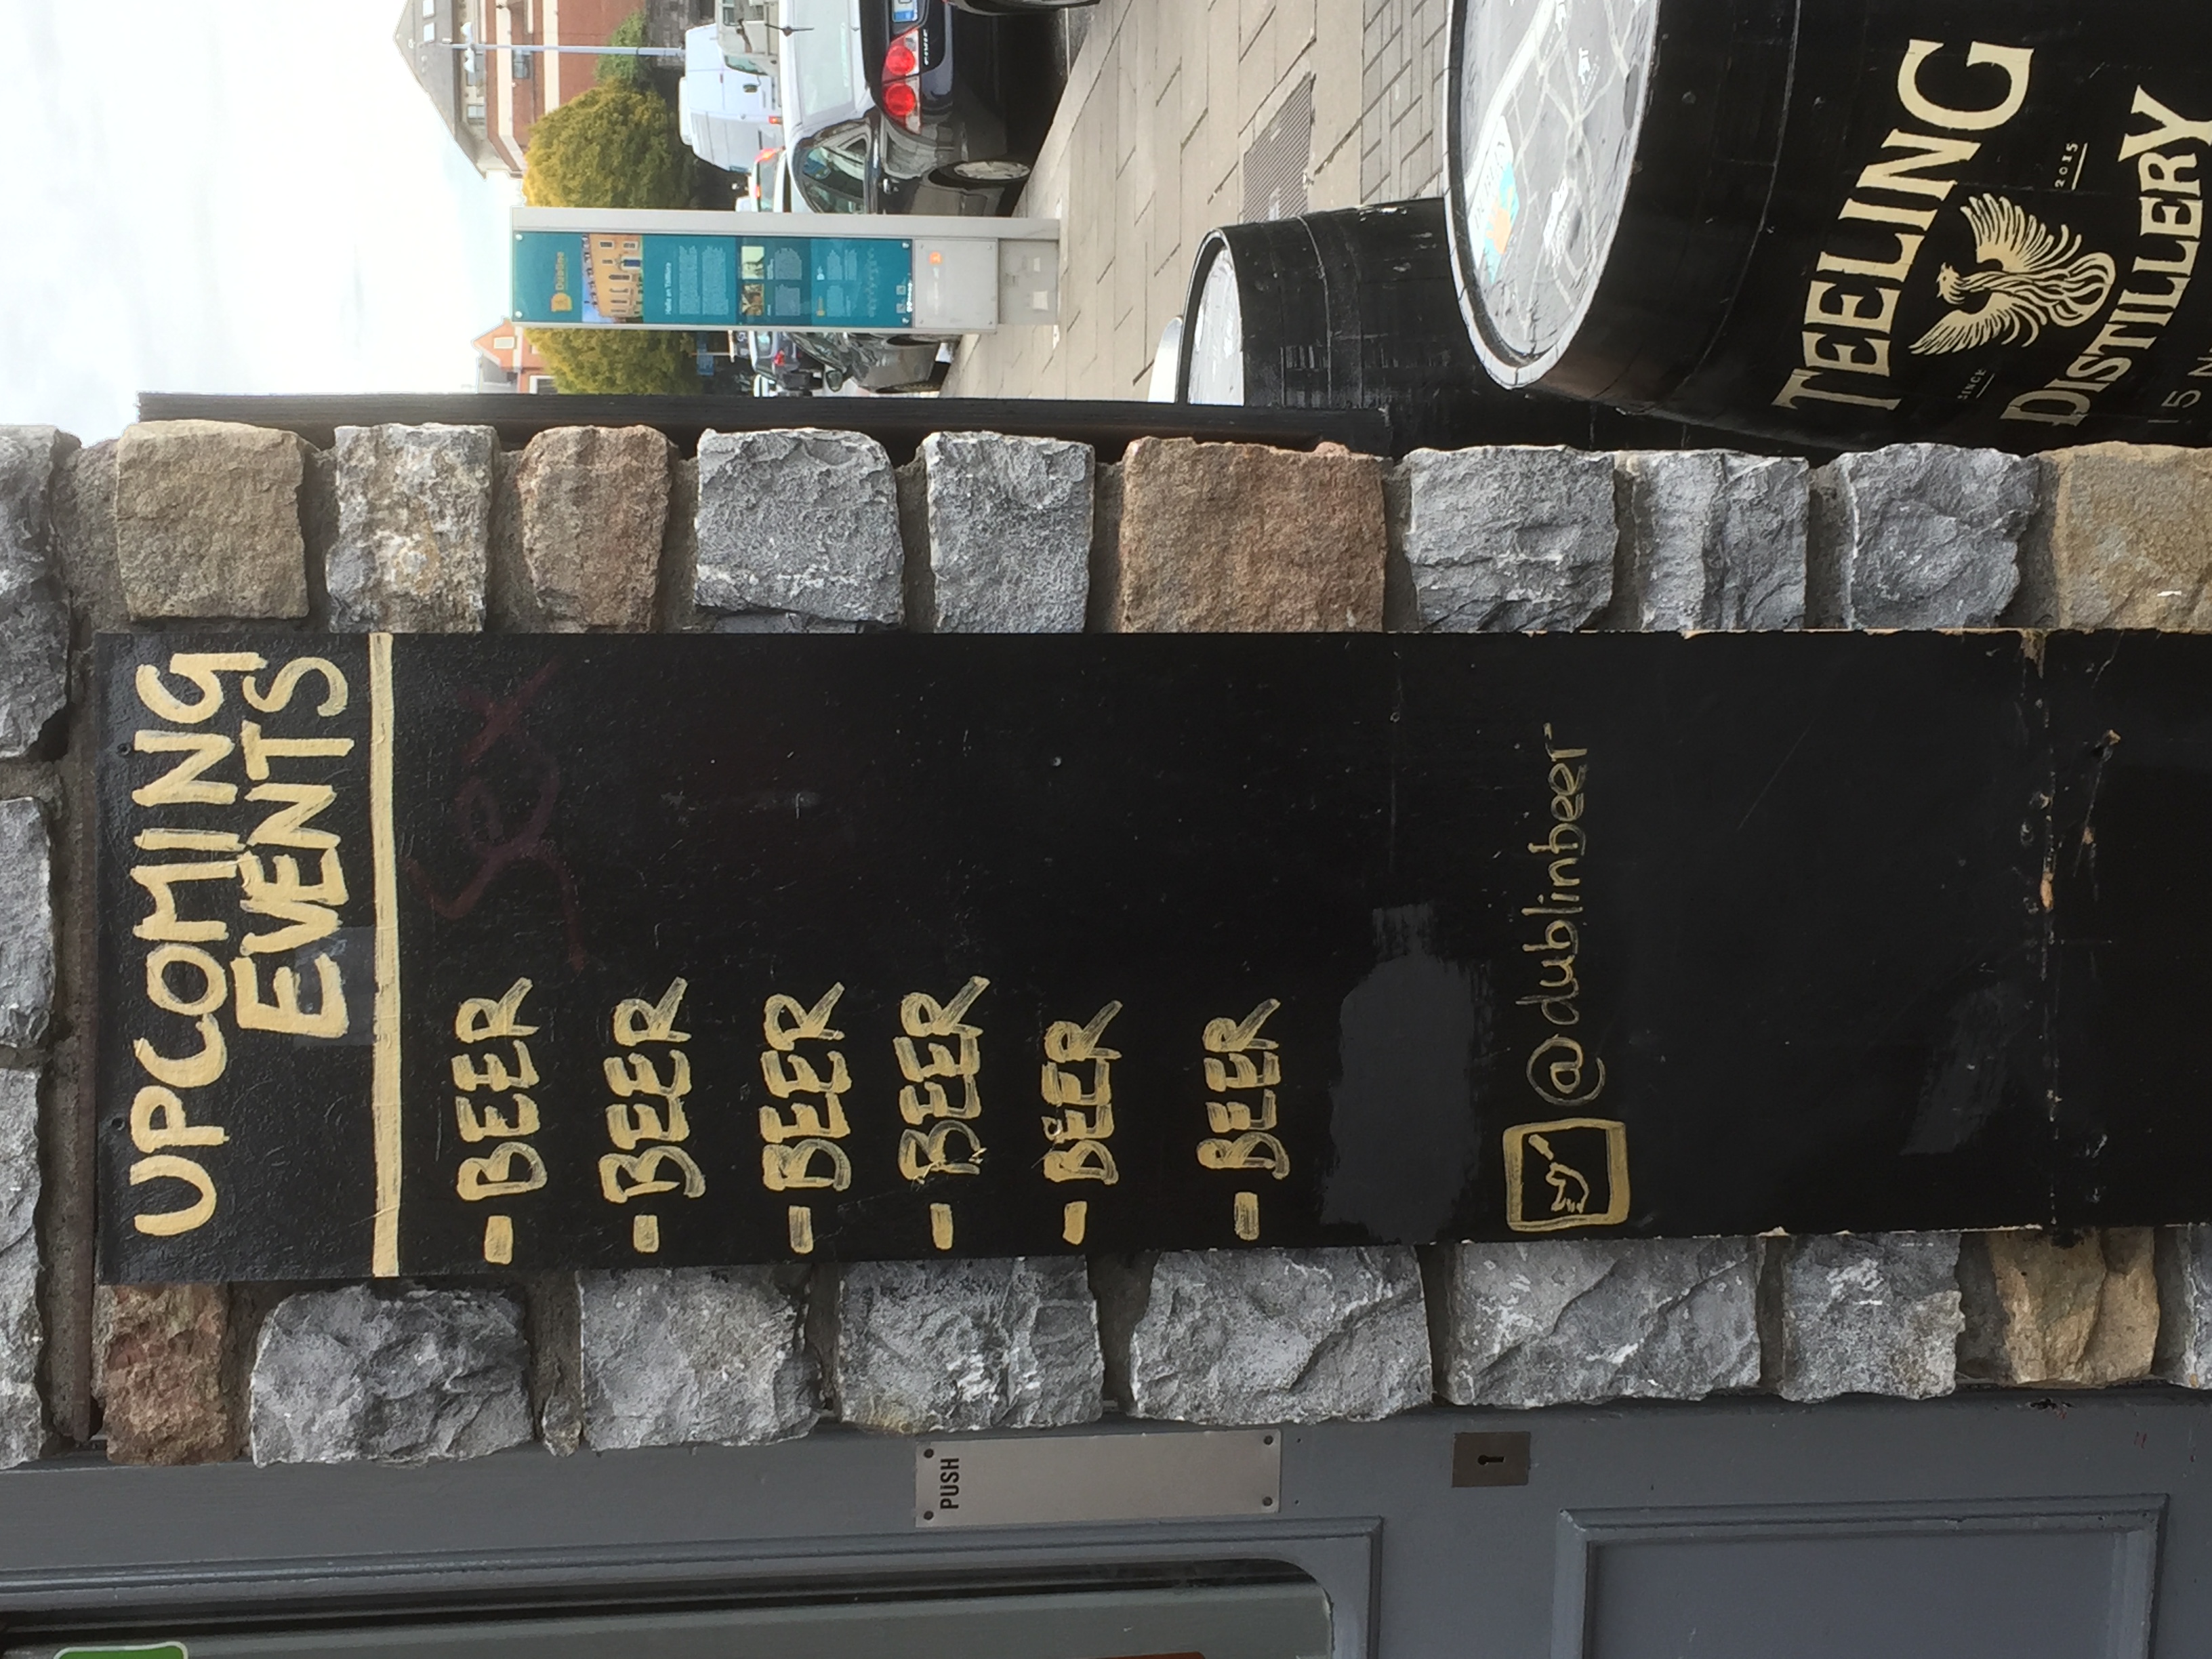 UPCOMING
EVENTS
- BEER
- BEER
- BEER
- BEER
- BEER
- BEER
@dublinbeer
PUSH
TEELING
SINCE 2015
DISTILLERY